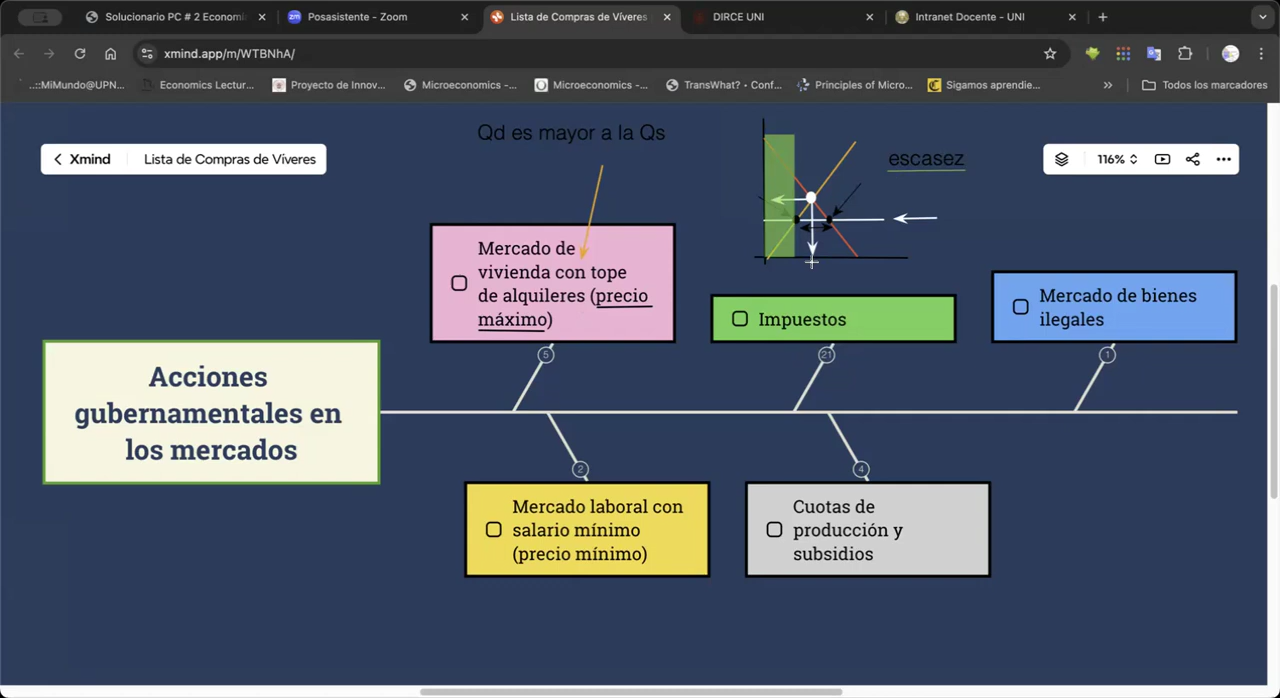 Solucionario PC # 2 Economi
Posasistente - Zoom
Lista de Compras de Víveres
DIRCE UNI
Intranet Docente - UNI
xmind.app/m/WTBNhA/
..::MiMundo@UPN...
Economics Lectur...
Proyecto de Innov...
Microeconomics -...
Microeconomics -...
TransWhat? • Conf...
Principles of Micro...
Sigamos aprendie...
»
Todos los marcadores
Qd es mayor a la Qs
escasez
Xmind
Lista de Compras de Víveres
116%
Mercado de
vivienda con tope
de alquileres (precio
máximo)
Impuestos
Mercado de bienes
ilegales
5
21
1
Acciones
gubernamentales en
los mercados
2
4
Mercado laboral con
salario mínimo
(precio mínimo)
Cuotas de
producción y
subsidios